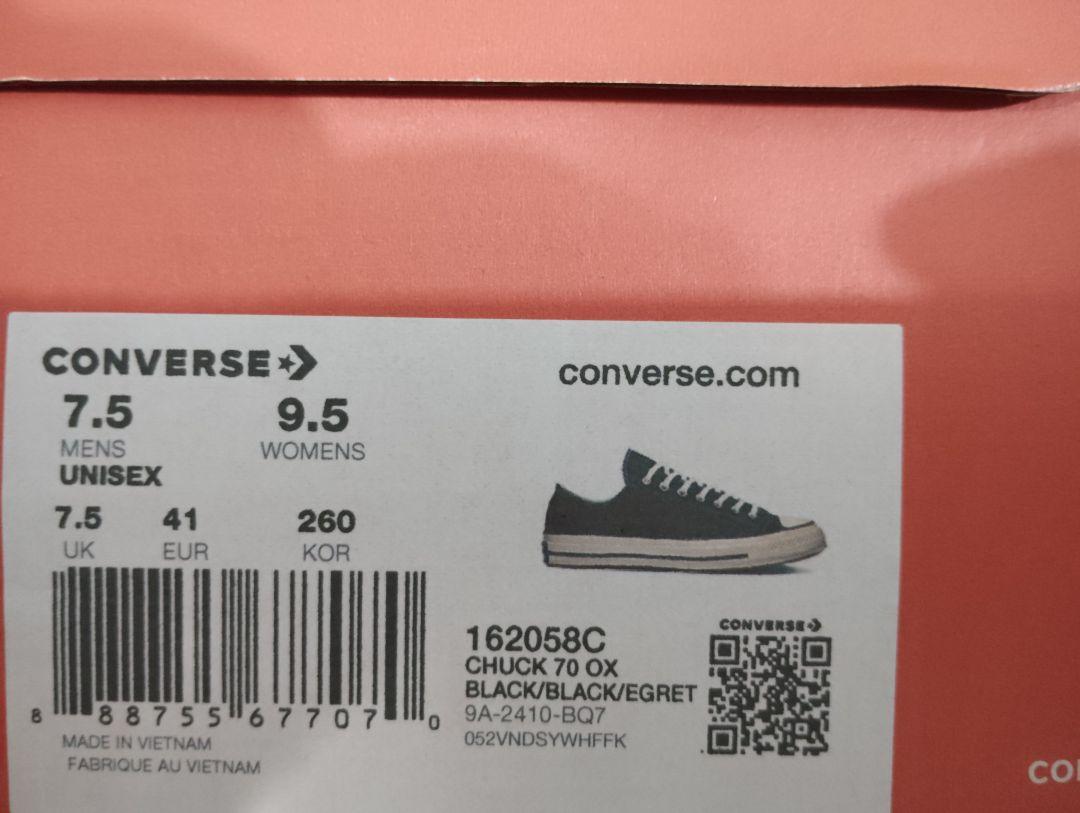 CONVERSE
converse.com
7.5 9.5
MENS WOMENS
UNISEX
7.5 41 260
UK EUR KOR
8 88755 67707 0
MADE IN VIETNAM
FABRIQUE AU VIETNAM
162058C
CHUCK 70 OX
BLACK/BLACK/EGRET
9A-2410-BQ7
052VNDSYWHFFK
CONVERSE